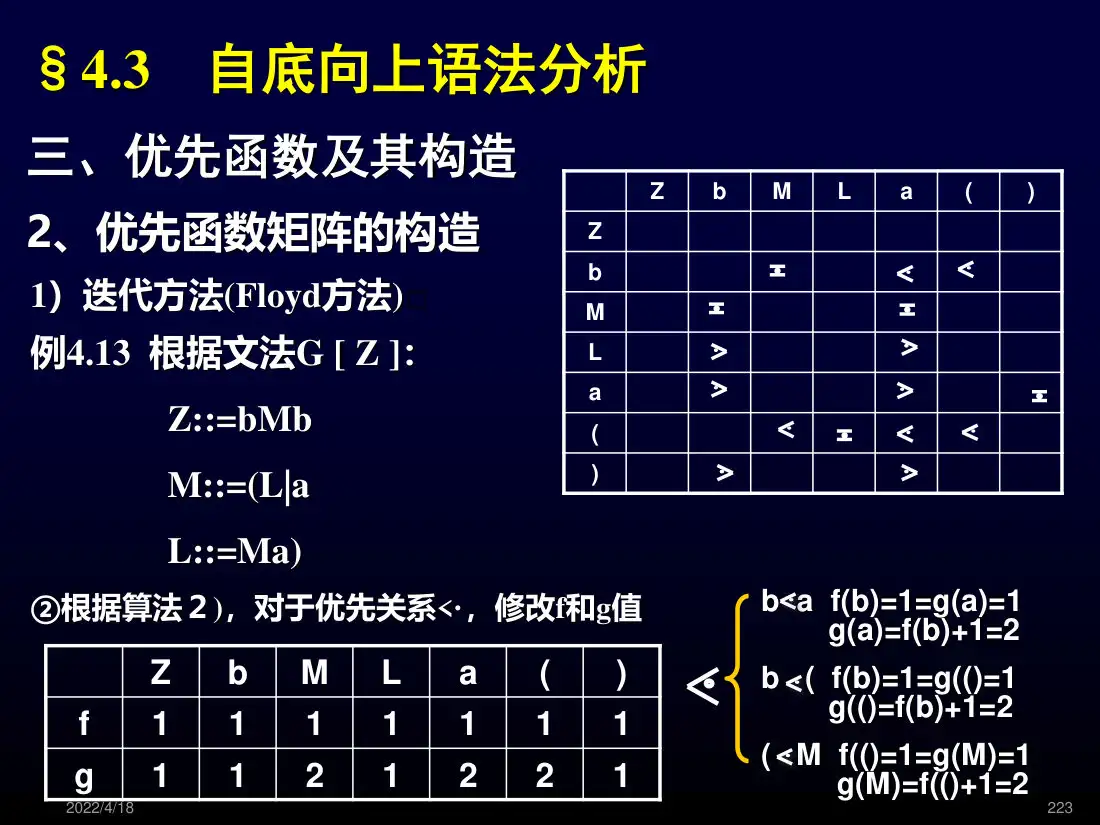 §4.3 自底向上语法分析
三、优先函数及其构造
2、优先函数矩阵的构造
1）迭代方法(Floyd方法)
例4.13 根据文法G [ Z ]：
Z::=bMb
M::=(L|a
L::=Ma)
Z b M L a ( )
Z
b ≖ ⋖ ⋖
M ≖ ≖
L ⋗ ⋗
a ⋗ ⋗ ≖
( ⋖ ≖ ⋖ ⋖
) ⋗ ⋗
②根据算法２)，对于优先关系<·，修改f和g值
Z b M L a ( )
f 1 1 1 1 1 1 1
g 1 1 2 1 2 2 1
⋖
b⋖a f(b)=1=g(a)=1
g(a)=f(b)+1=2
b⋖( f(b)=1=g(()=1
g(()=f(b)+1=2
(⋖M f(()=1=g(M)=1
g(M)=f(()+1=2
2022/4/18
223